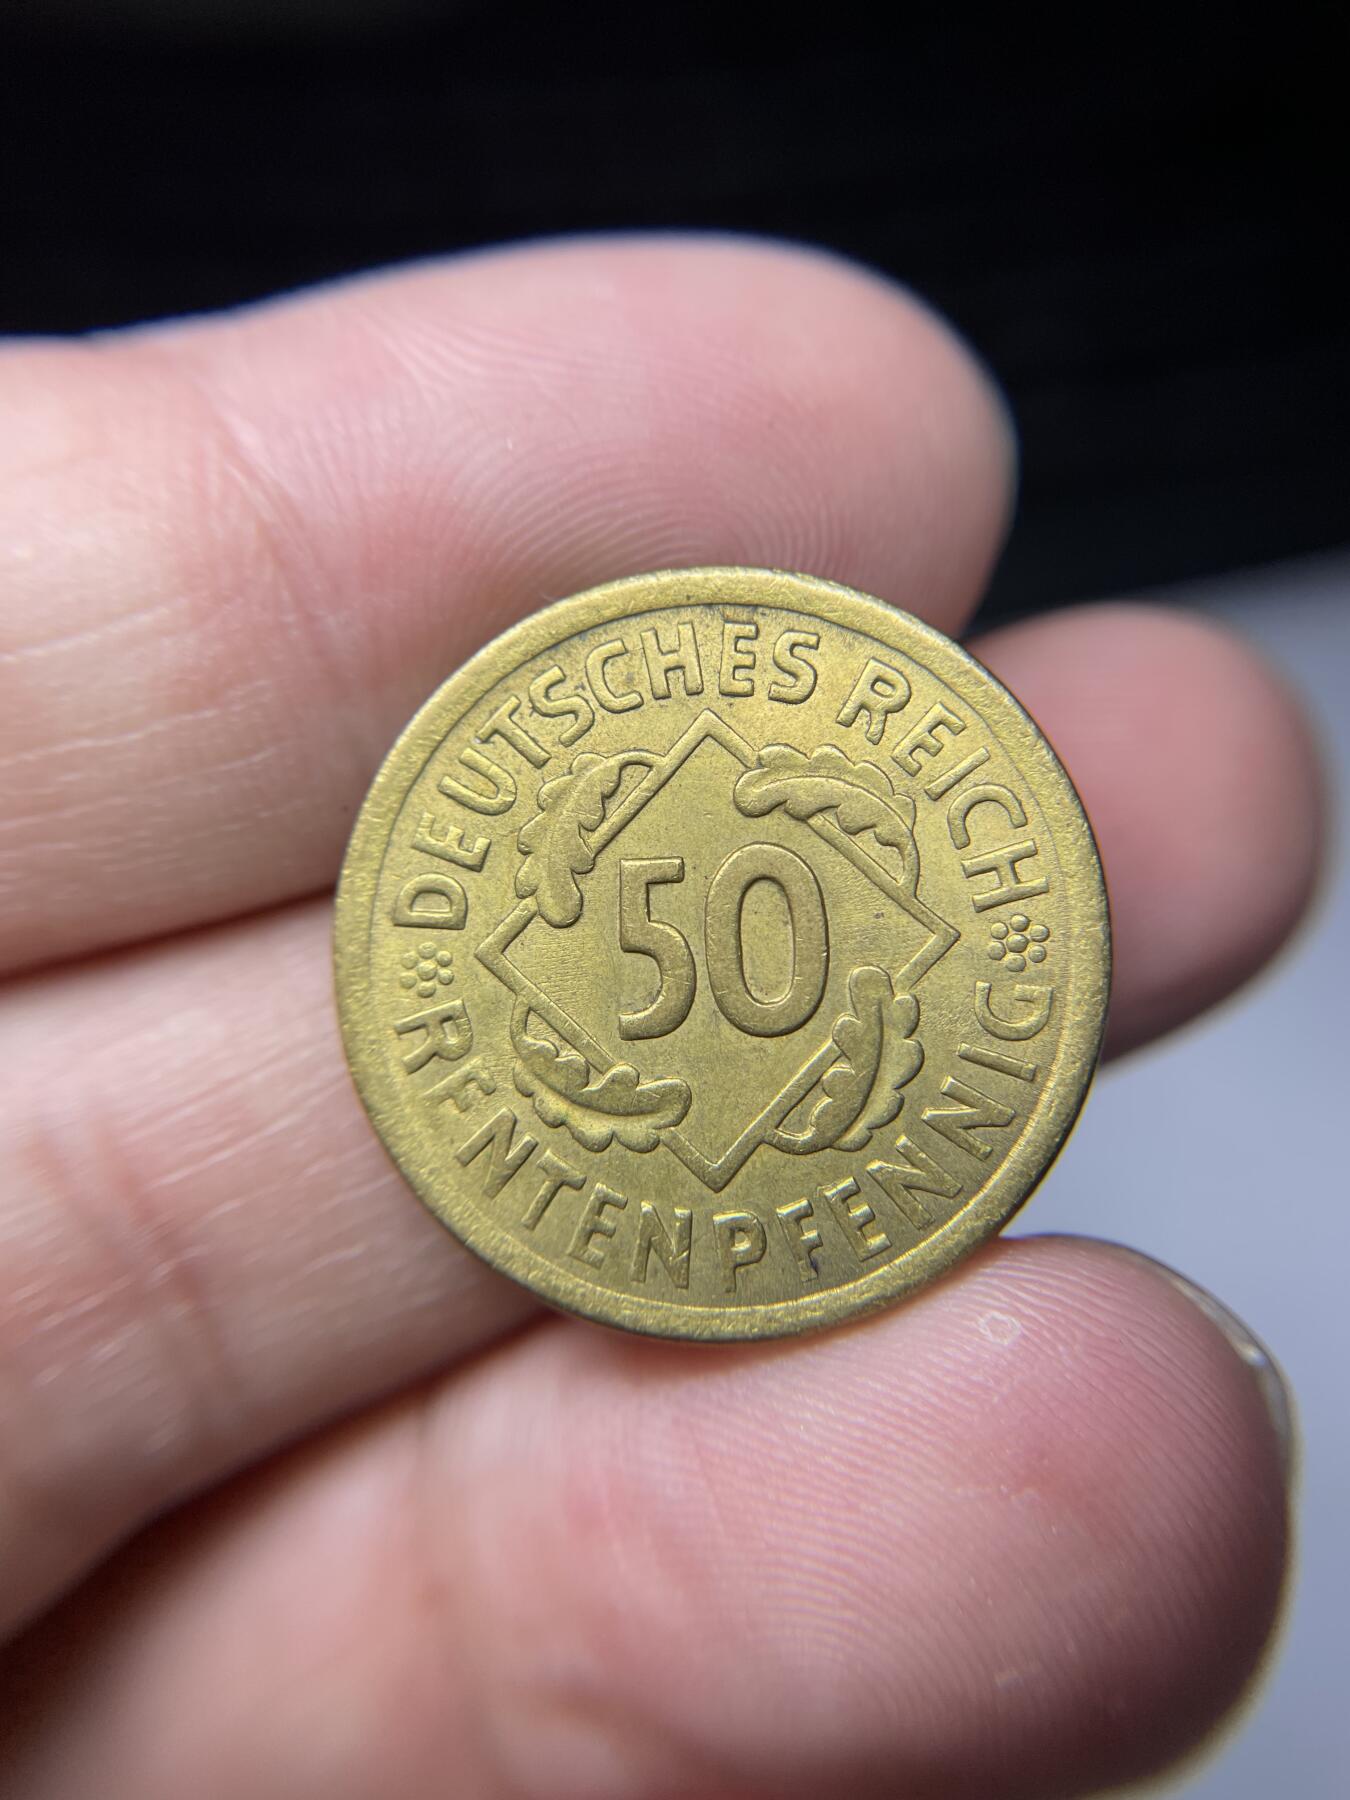 DEUTSCHES REICH
50
RENTENPFENNIG